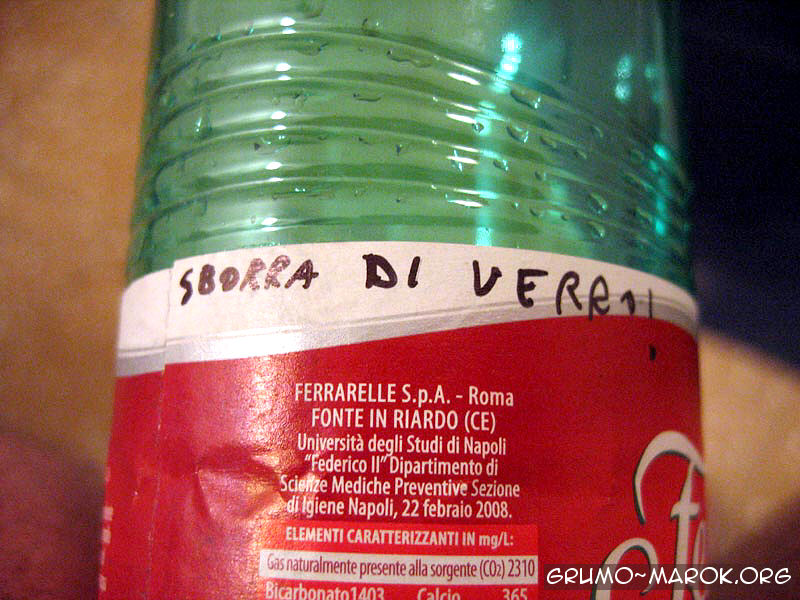 SBORRA DI VERRO!
FERRARELLE S.p.A. - Roma
FONTE IN RIARDO (CE)
Università degli Studi di Napoli
"Federico II" Dipartimento di
Scienze Mediche Preventive Sezione
di Igiene Napoli, 22 febraio 2008.
ELEMENTI CARATTERIZZANTI IN mg/L:
Gas naturalmente presente alla sorgente (CO2) 2310
Bicarbonato 1403 Calcio 365
GRUMO~MAROK.ORG